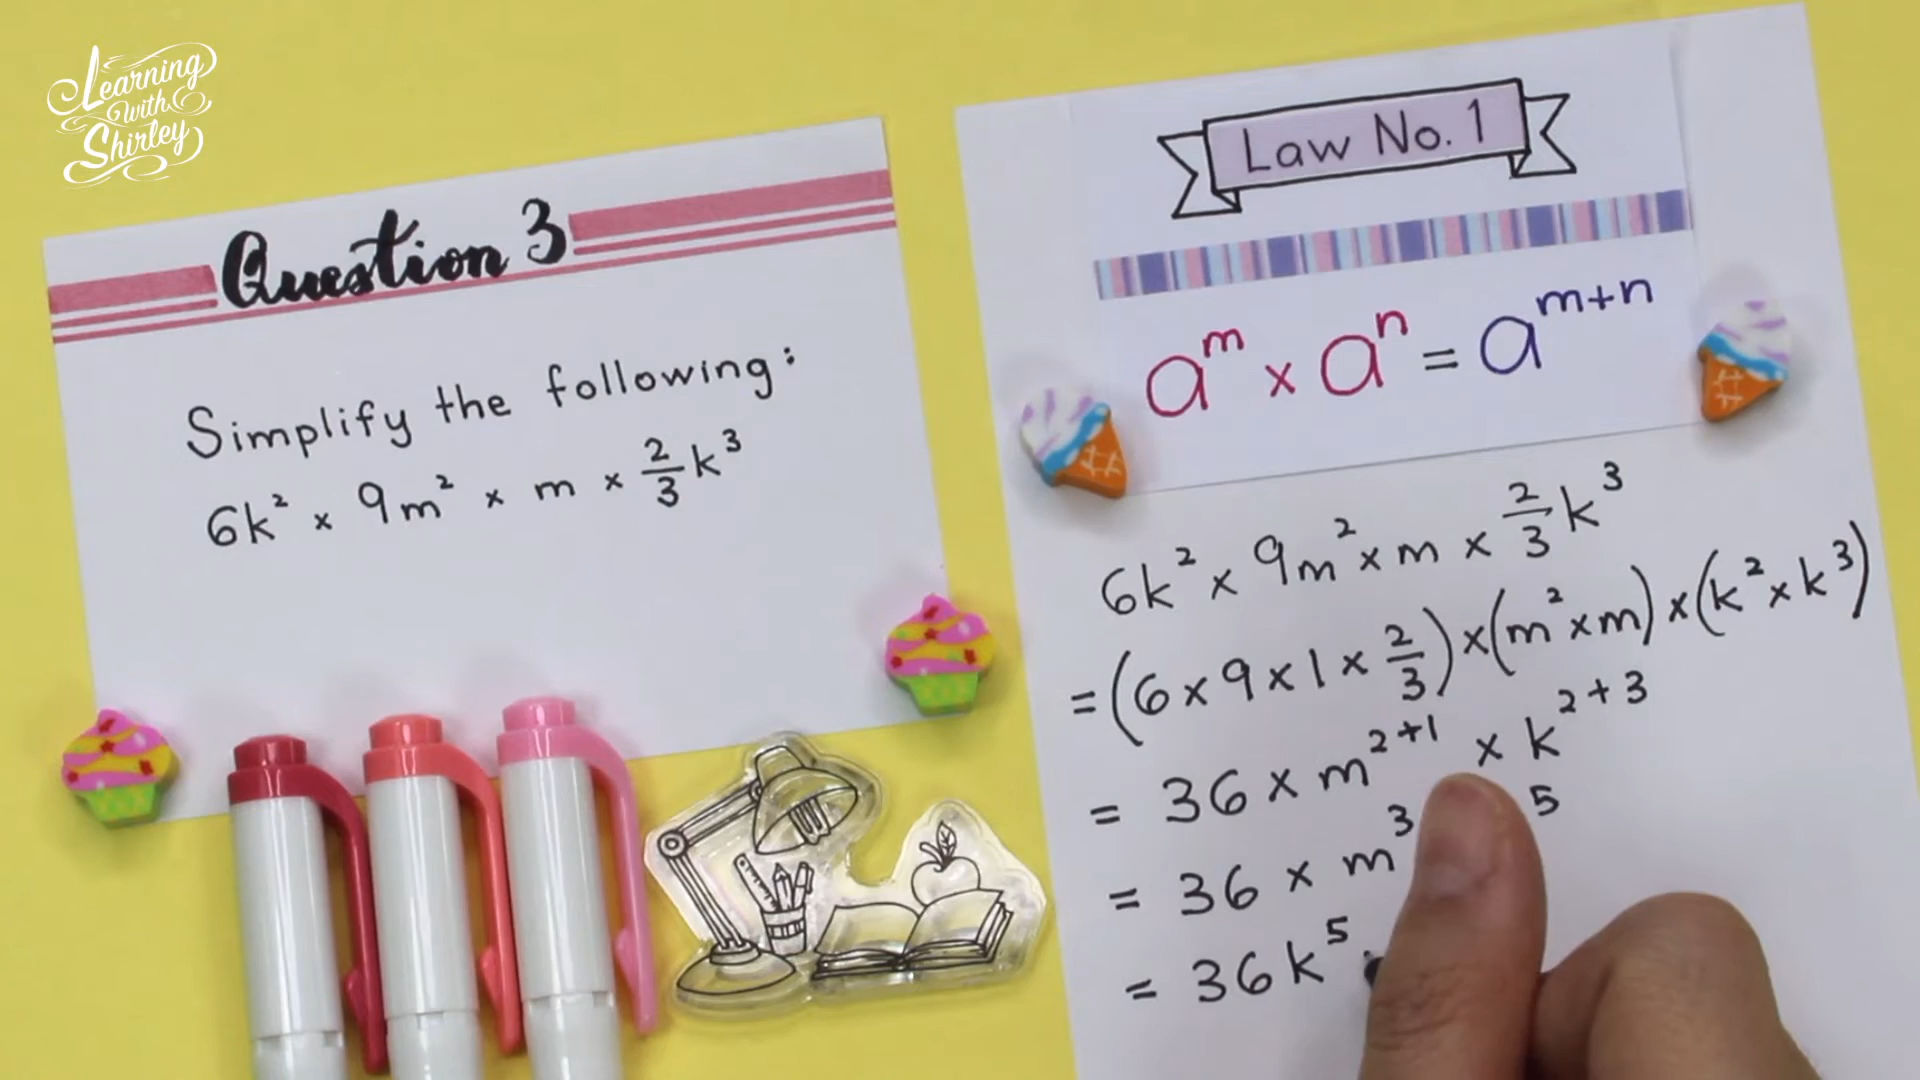 Learning
With
Shirley
Question 3
Simplify the following:
6k² × 9m² × m × 2/3 k³
Law No. 1
aᵐ × aⁿ = aᵐ⁺ⁿ
6k² × 9m² × m × 2/3 k³
= (6 × 9 × 1 × 2/3) × (m² × m) × (k² × k³)
= 36 × m²⁺¹ × k²⁺³
= 36 × m³ ⁵
= 36k⁵